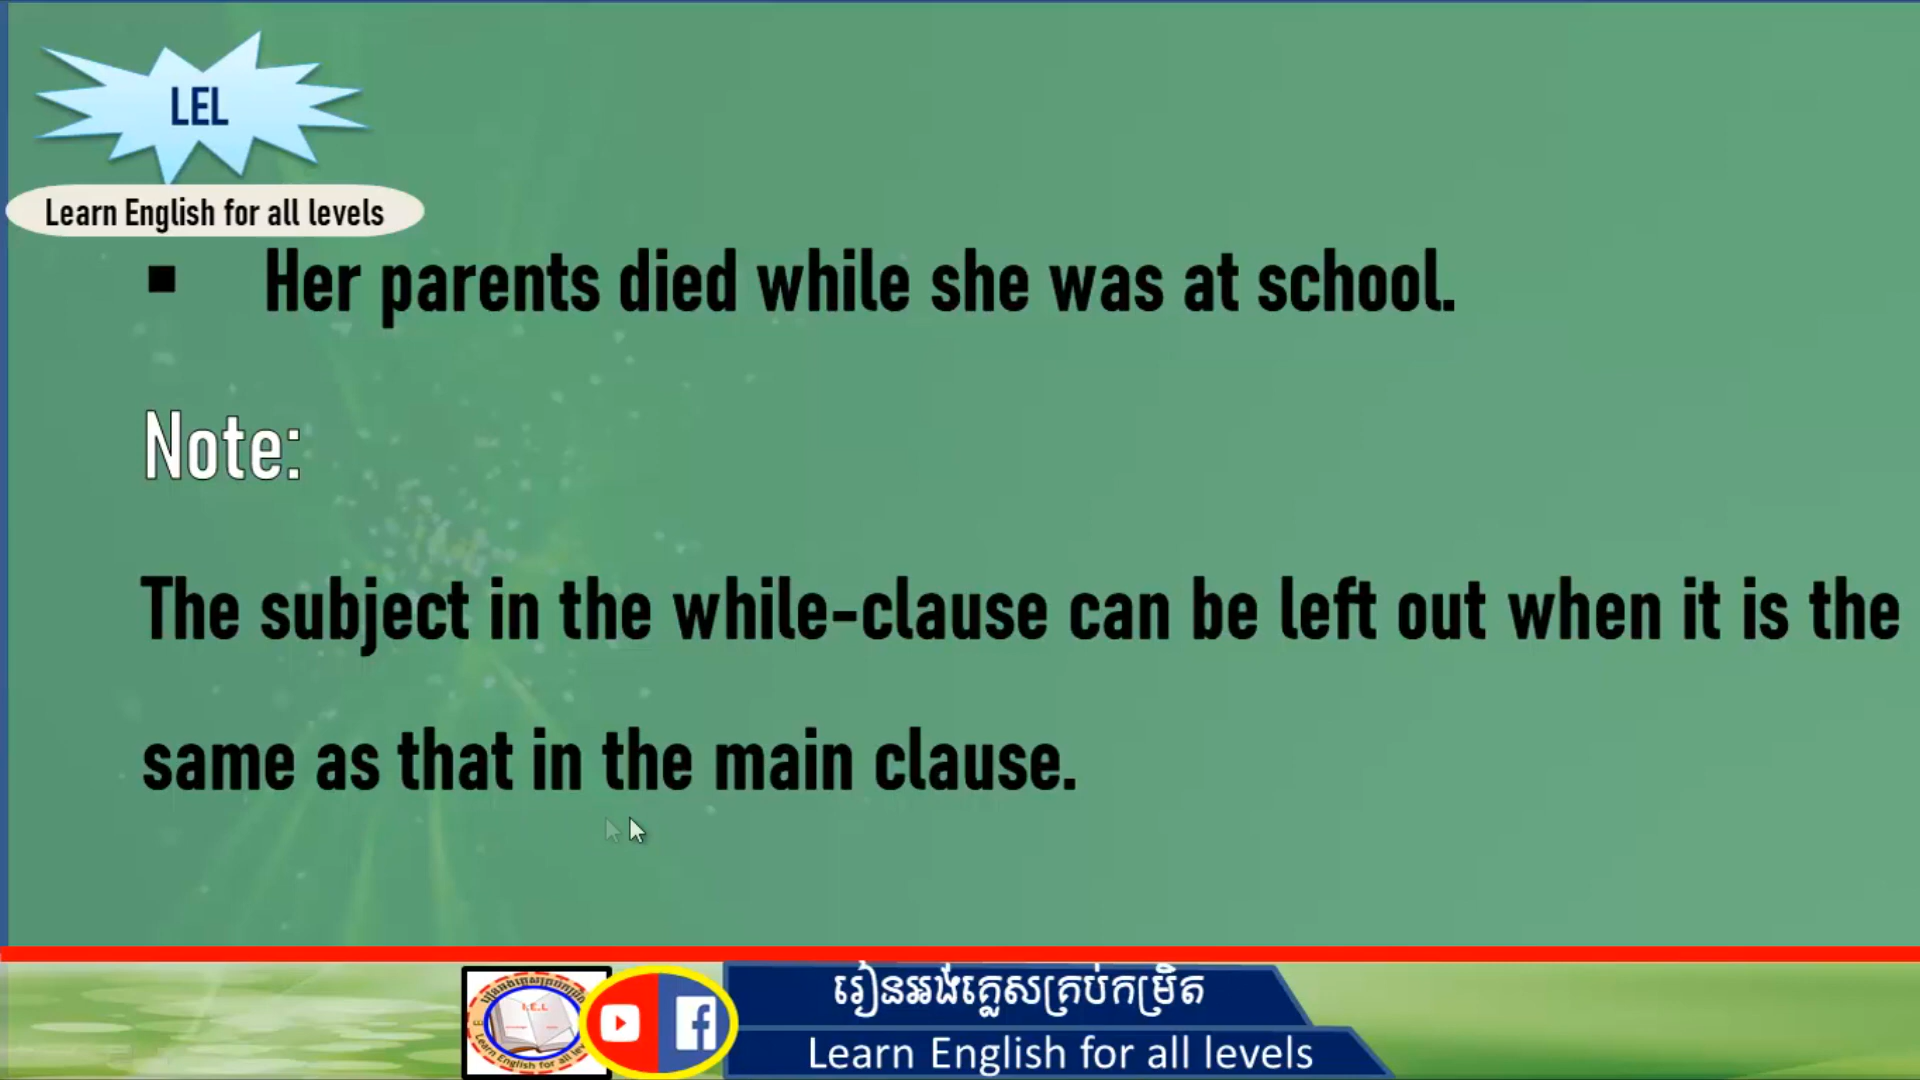 LEL
Learn English for all levels
▪ Her parents died while she was at school.
Note:
The subject in the while-clause can be left out when it is the
same as that in the main clause.
រៀនអង់គ្លេសគ្រប់កម្រិត
Learn English for all levels